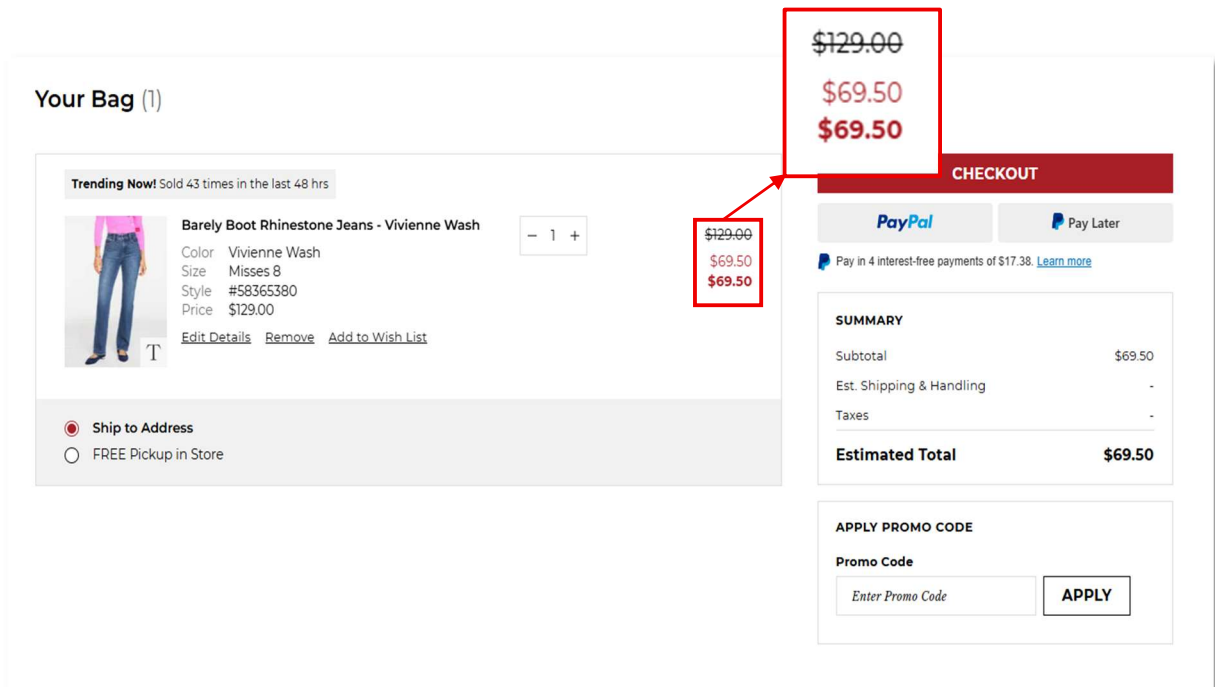 $129.00
$69.50
$69.50
Your Bag (1)
Trending Now! Sold 43 times in the last 48 hrs
Barely Boot Rhinestone Jeans - Vivienne Wash
Color Vivienne Wash
Size Misses 8
Style #58365380
Price $129.00
Edit Details Remove Add to Wish List
T
− 1 +
$129.00
$69.50
$69.50
Ship to Address
FREE Pickup in Store
CHECKOUT
PayPal
Pay Later
Pay in 4 interest-free payments of $17.38. Learn more
SUMMARY
Subtotal $69.50
Est. Shipping & Handling -
Taxes -
Estimated Total $69.50
APPLY PROMO CODE
Promo Code
Enter Promo Code
APPLY